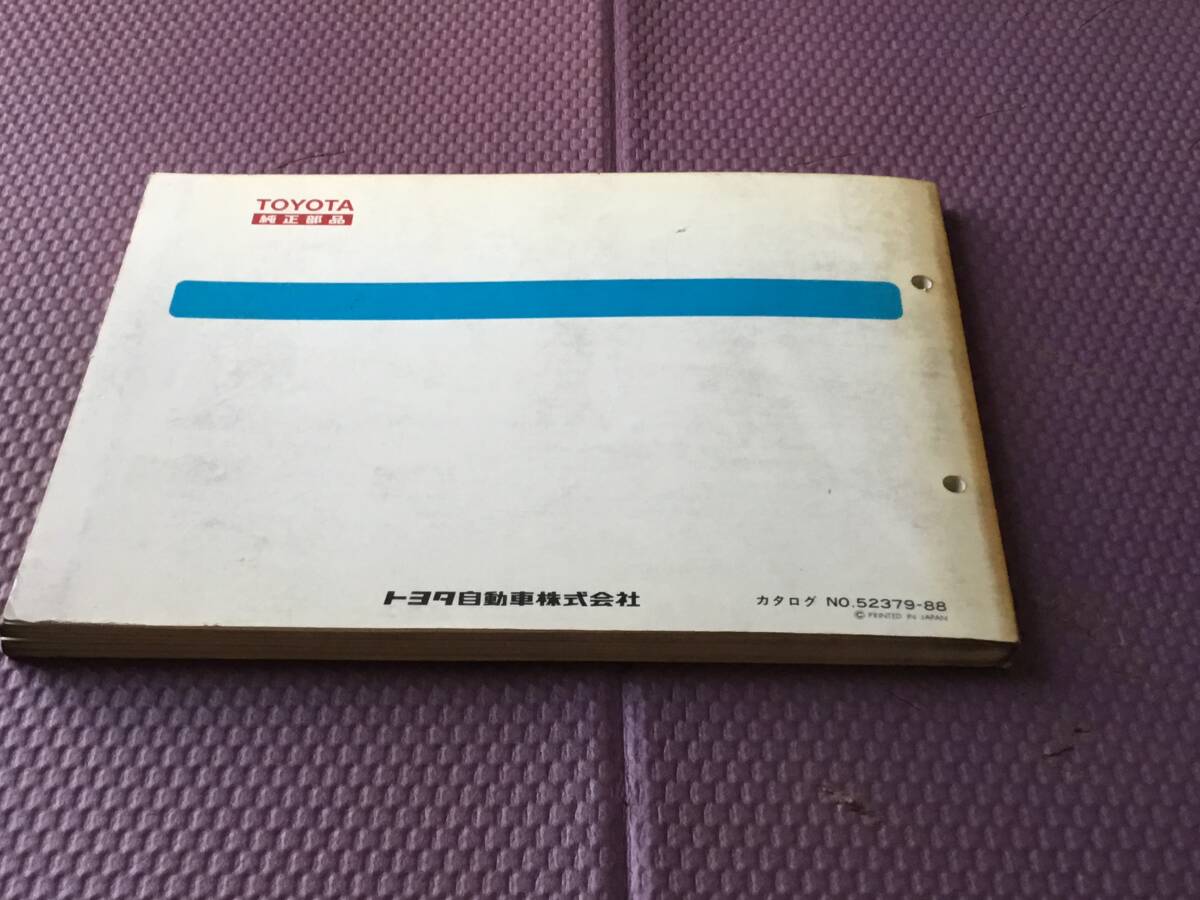 TOYOTA
純正部品
トヨタ自動車株式会社
カタログ NO.52379-88
© PRINTED IN JAPAN